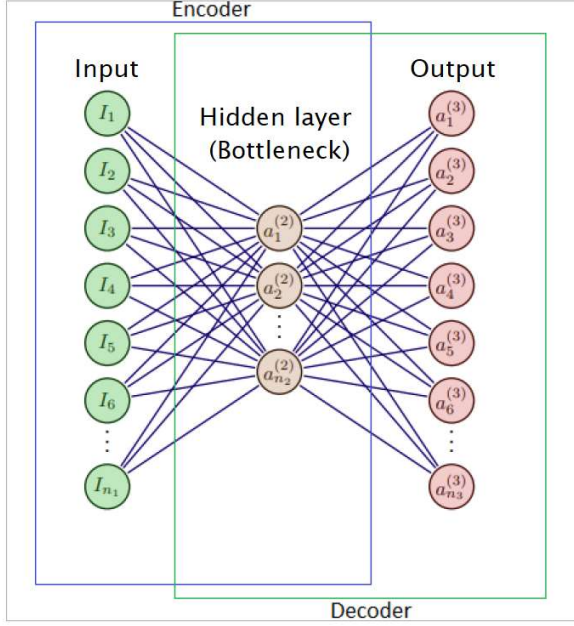 Encoder
Input
Output
Hidden layer
(Bottleneck)
I₁
I₂
I₃
I₄
I₅
I₆
⋮
Iₙ₁
a₁⁽²⁾
a₂⁽²⁾
⋮
aₙ₂⁽²⁾
a₁⁽³⁾
a₂⁽³⁾
a₃⁽³⁾
a₄⁽³⁾
a₅⁽³⁾
a₆⁽³⁾
⋮
aₙ₃⁽³⁾
Decoder